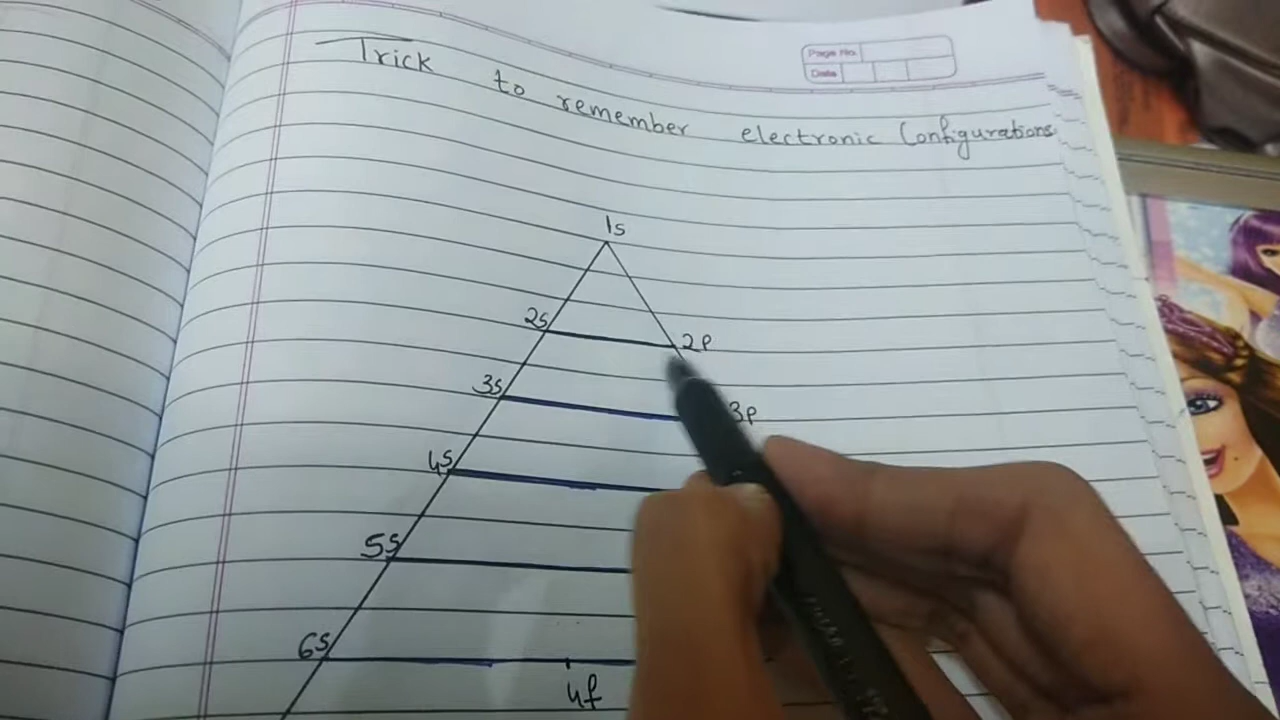 Page No.
Date
Trick to remember electronic Configurations
1s
2s 2p
3s 3p
4s
5s
6s
4f